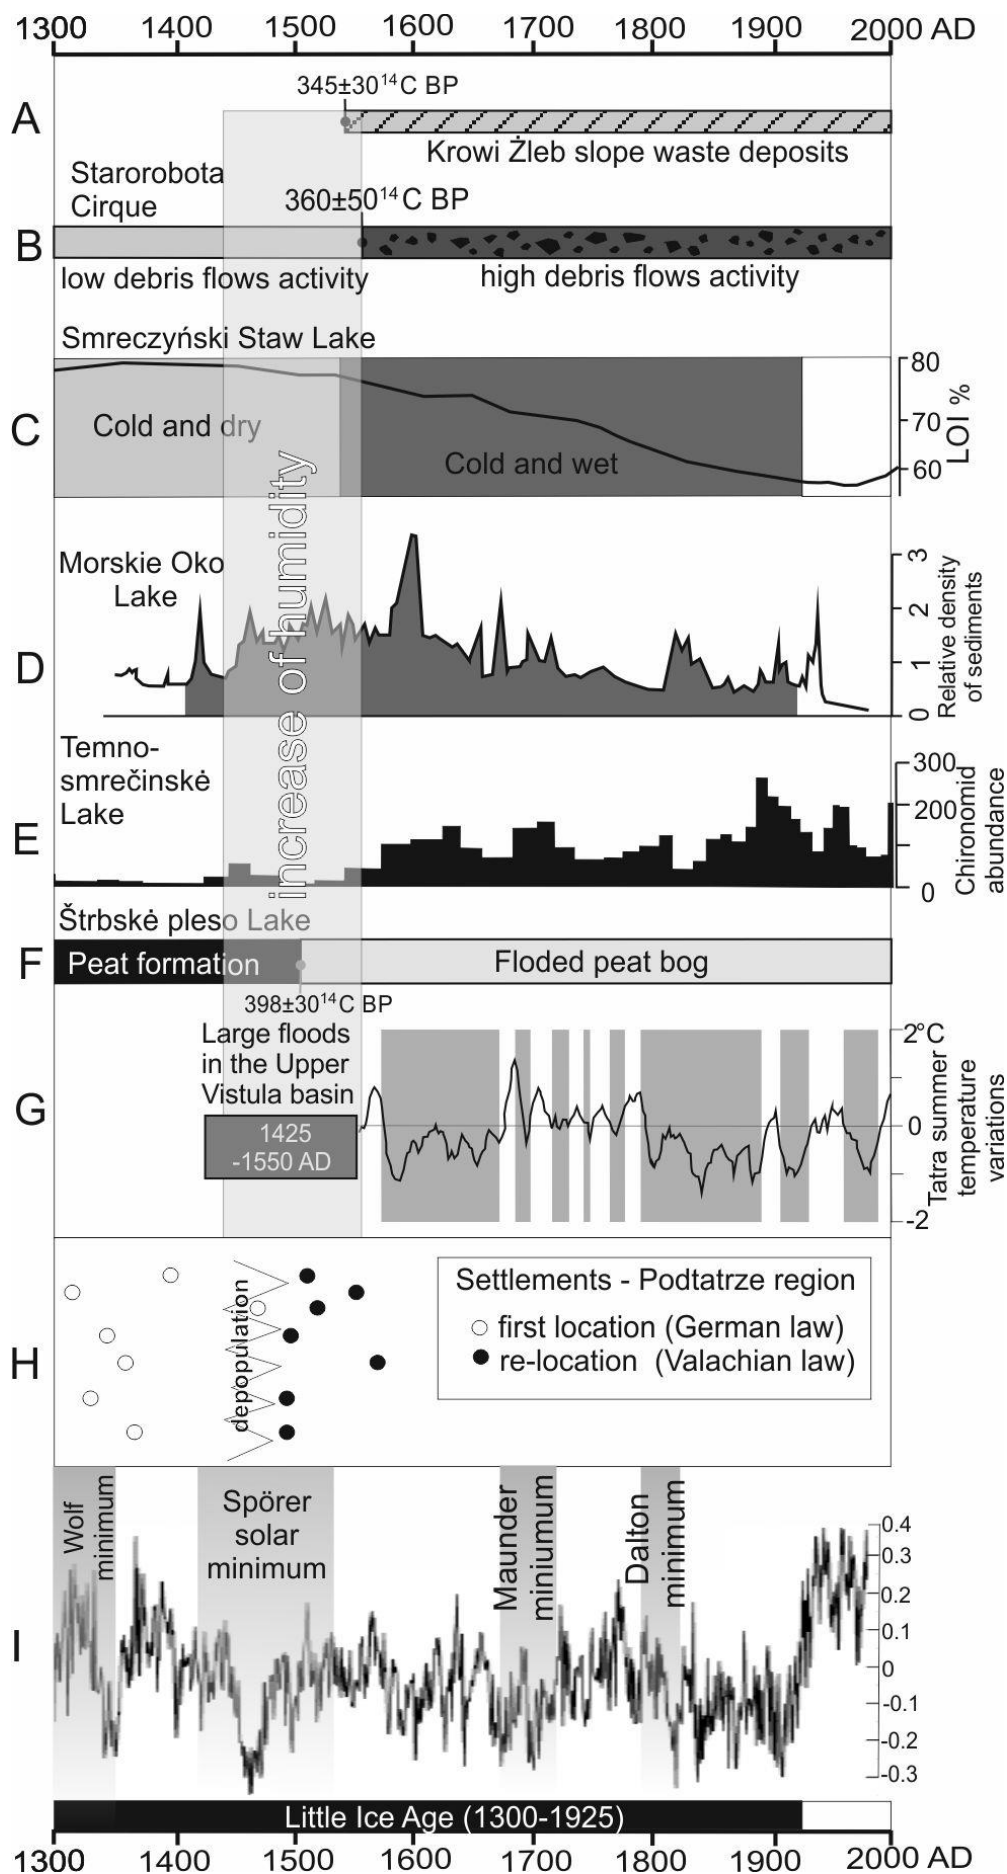 1300 1400 1500 1600 1700 1800 1900 2000 AD
A
345±30¹⁴C BP
Krowi Żleb slope waste deposits
Starorobota
Cirque
360±50¹⁴C BP
B
low debris flows activity
high debris flows activity
Smreczyński Staw Lake
C
Cold and dry
Cold and wet
80
70
60
LOI %
increase of humidity
Morskie Oko
Lake
D
3
2
1
0
Relative density
of sediments
Temno-
smrečinskė
Lake
E
300
200
100
0
Chironomid
abundance
Štrbskė pleso Lake
F
Peat formation
Floded peat bog
398±30¹⁴C BP
Large floods
in the Upper
Vistula basin
G
1425
-1550 AD
2°C
0
-2
Tatra summer
temperature
variations
H
depopulation
Settlements - Podtatrze region
first location (German law)
re-location (Valachian law)
Wolf
minimum
Spörer
solar
minimum
Maunder
miniumum
Dalton
minimum
I
0.4
0.3
0.2
0.1
0
-0.1
-0.2
-0.3
Little Ice Age (1300-1925)
1300 1400 1500 1600 1700 1800 1900 2000 AD